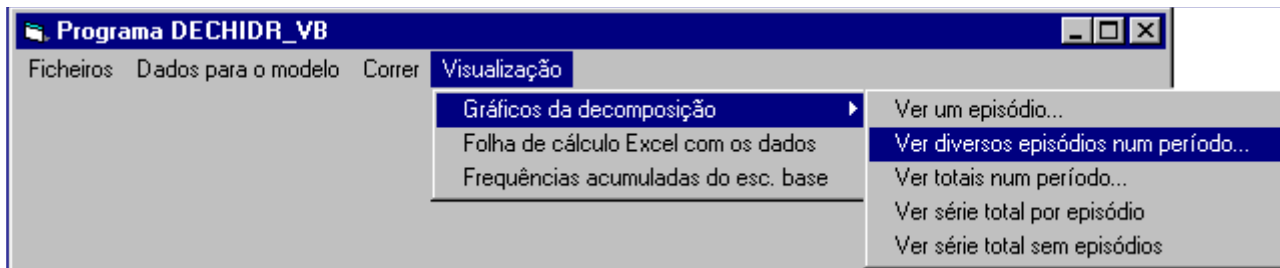 Programa DECHIDR_VB
Ficheiros Dados para o modelo Correr Visualização
Gráficos da decomposição
Folha de cálculo Excel com os dados
Frequências acumuladas do esc. base
Ver um episódio...
Ver diversos episódios num período...
Ver totais num período...
Ver série total por episódio
Ver série total sem episódios